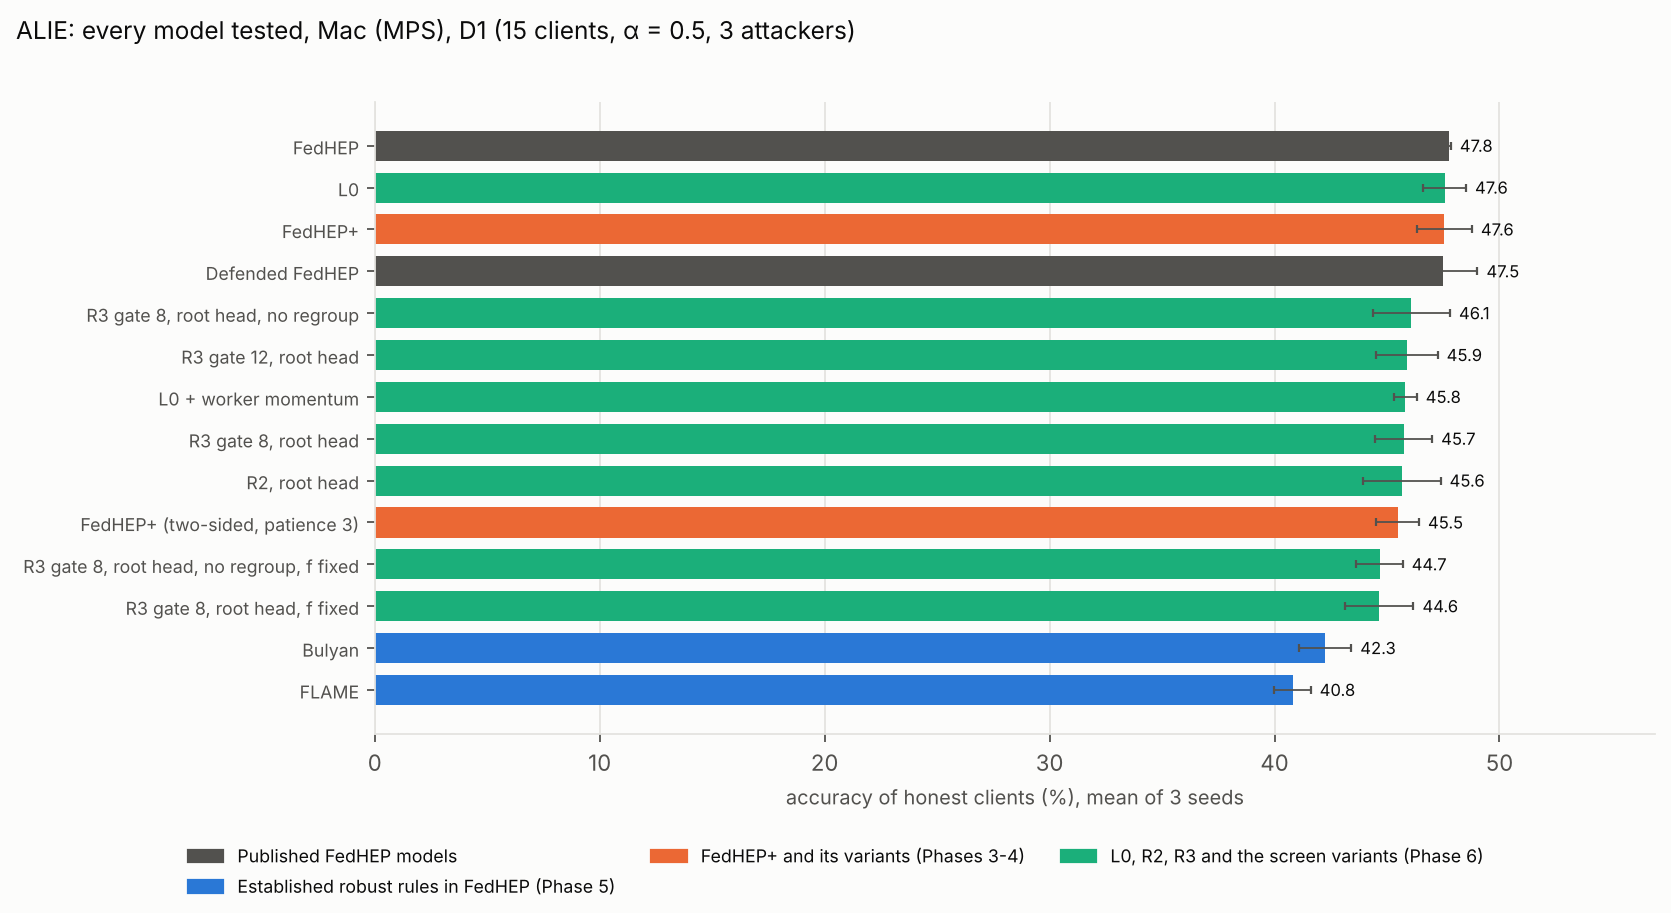 ALIE: every model tested, Mac (MPS), D1 (15 clients, α = 0.5, 3 attackers)
FedHEP 47.8
L0 47.6
FedHEP+ 47.6
Defended FedHEP 47.5
R3 gate 8, root head, no regroup 46.1
R3 gate 12, root head 45.9
L0 + worker momentum 45.8
R3 gate 8, root head 45.7
R2, root head 45.6
FedHEP+ (two-sided, patience 3) 45.5
R3 gate 8, root head, no regroup, f fixed 44.7
R3 gate 8, root head, f fixed 44.6
Bulyan 42.3
FLAME 40.8
0 10 20 30 40 50
accuracy of honest clients (%), mean of 3 seeds
Published FedHEP models FedHEP+ and its variants (Phases 3-4) L0, R2, R3 and the screen variants (Phase 6)
Established robust rules in FedHEP (Phase 5)